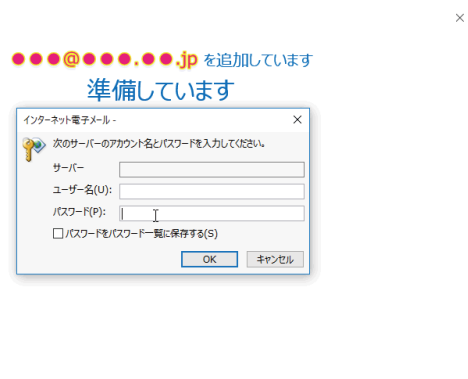 ●●●@●●●.●●.jp を追加しています
準備しています
インターネット電子メール -
次のサーバーのアカウント名とパスワードを入力してください。
サーバー
ユーザー名(U):
パスワード(P):
パスワードをパスワード一覧に保存する(S)
OK キャンセル